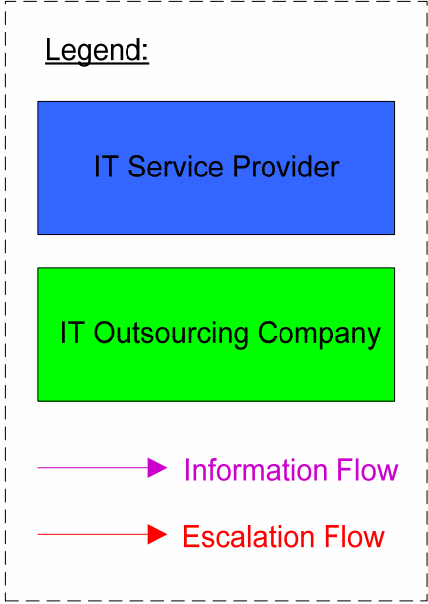 Legend:
IT Service Provider
IT Outsourcing Company
Information Flow
Escalation Flow